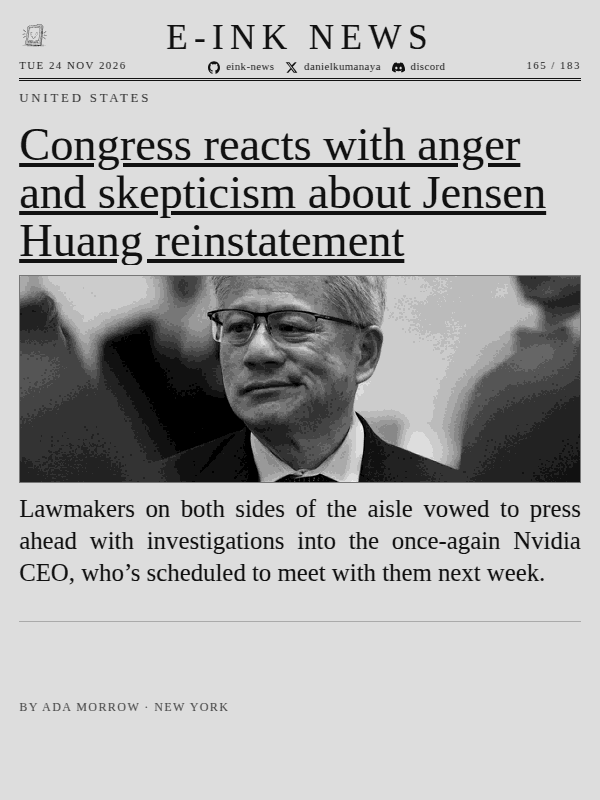 E-INK NEWS
TUE 24 NOV 2026
eink-news danielkumanaya discord
165 / 183
UNITED STATES
Congress reacts with anger
and skepticism about Jensen
Huang reinstatement
Lawmakers on both sides of the aisle vowed to press
ahead with investigations into the once-again Nvidia
CEO, who’s scheduled to meet with them next week.
BY ADA MORROW · NEW YORK